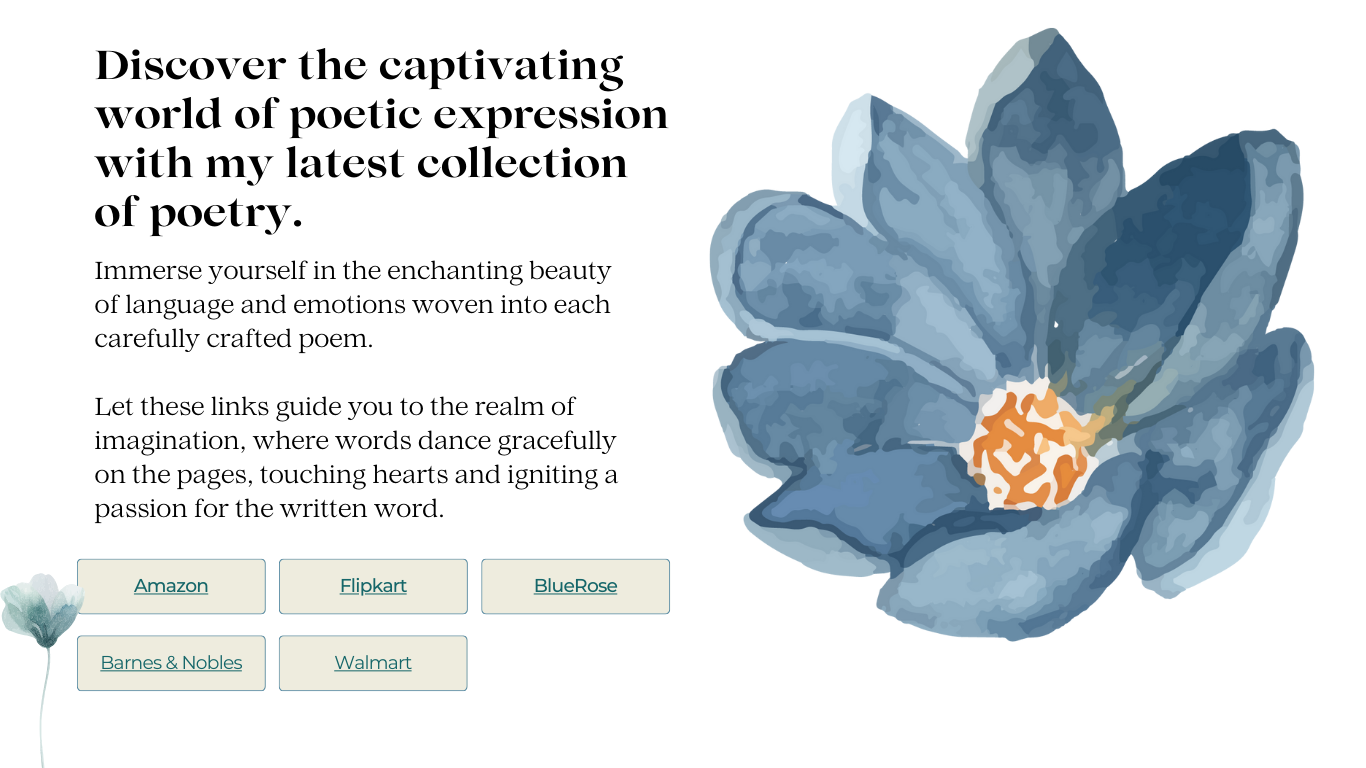 Discover the captivating
world of poetic expression
with my latest collection
of poetry.
Immerse yourself in the enchanting beauty
of language and emotions woven into each
carefully crafted poem.
Let these links guide you to the realm of
imagination, where words dance gracefully
on the pages, touching hearts and igniting a
passion for the written word.
Amazon
Flipkart
BlueRose
Barnes & Nobles
Walmart